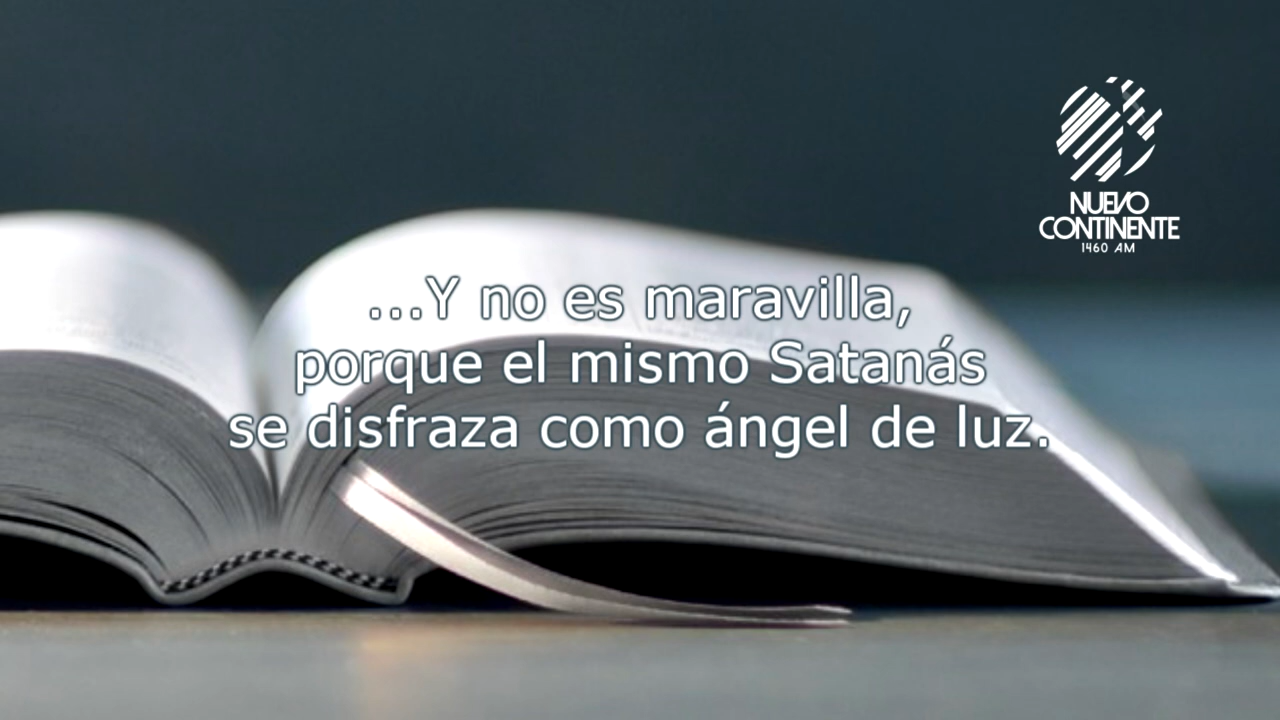 NUEVO
CONTINENTE
1460 AM
...Y no es maravilla,
porque el mismo Satanás
se disfraza como ángel de luz.